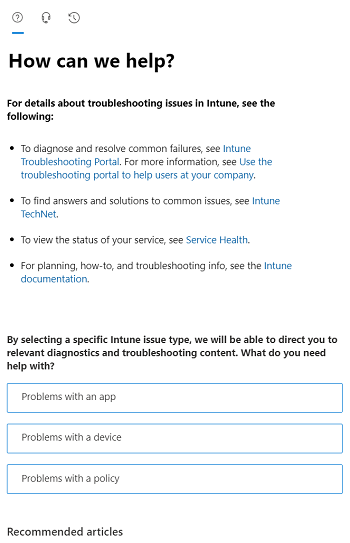 How can we help?
For details about troubleshooting issues in Intune, see the
following:
• To diagnose and resolve common failures, see Intune
Troubleshooting Portal. For more information, see Use the
troubleshooting portal to help users at your company.
• To find answers and solutions to common issues, see Intune
TechNet.
• To view the status of your service, see Service Health.
• For planning, how-to, and troubleshooting info, see the Intune
documentation.
By selecting a specific Intune issue type, we will be able to direct you to
relevant diagnostics and troubleshooting content. What do you need
help with?
Problems with an app
Problems with a device
Problems with a policy
Recommended articles